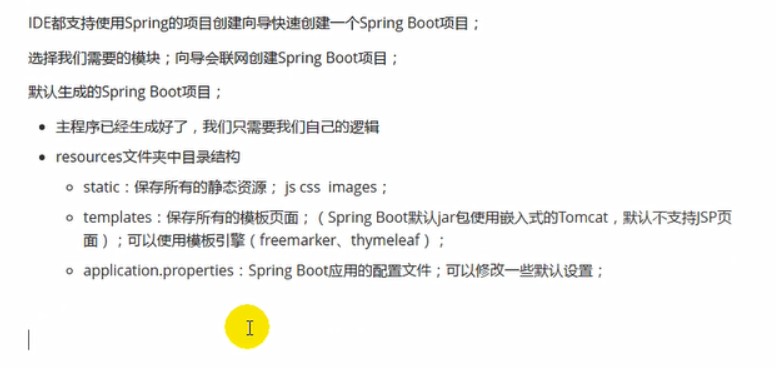 IDE都支持使用Spring的项目创建向导快速创建一个Spring Boot项目；
选择我们需要的模块；向导会联网创建Spring Boot项目；
默认生成的Spring Boot项目；
• 主程序已经生成好了，我们只需要我们自己的逻辑
• resources文件夹中目录结构
○ static：保存所有的静态资源； js css images；
○ templates：保存所有的模板页面；（Spring Boot默认jar包使用嵌入式的Tomcat，默认不支持JSP页
面）；可以使用模板引擎（freemarker、thymeleaf）；
○ application.properties：Spring Boot应用的配置文件；可以修改一些默认设置；